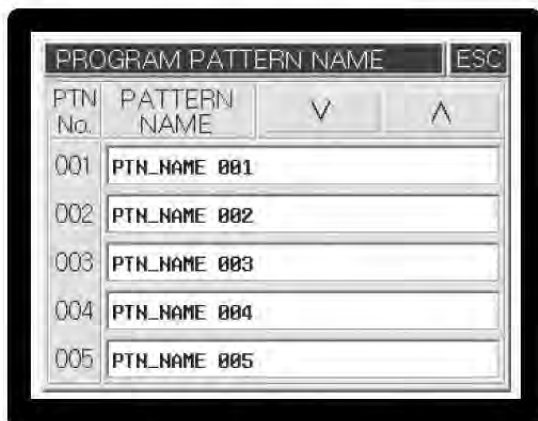 PROGRAM PATTERN NAME ESC
PTN No. PATTERN NAME V Λ
001 PTN_NAME 001
002 PTN_NAME 002
003 PTN_NAME 003
004 PTN_NAME 004
005 PTN_NAME 005